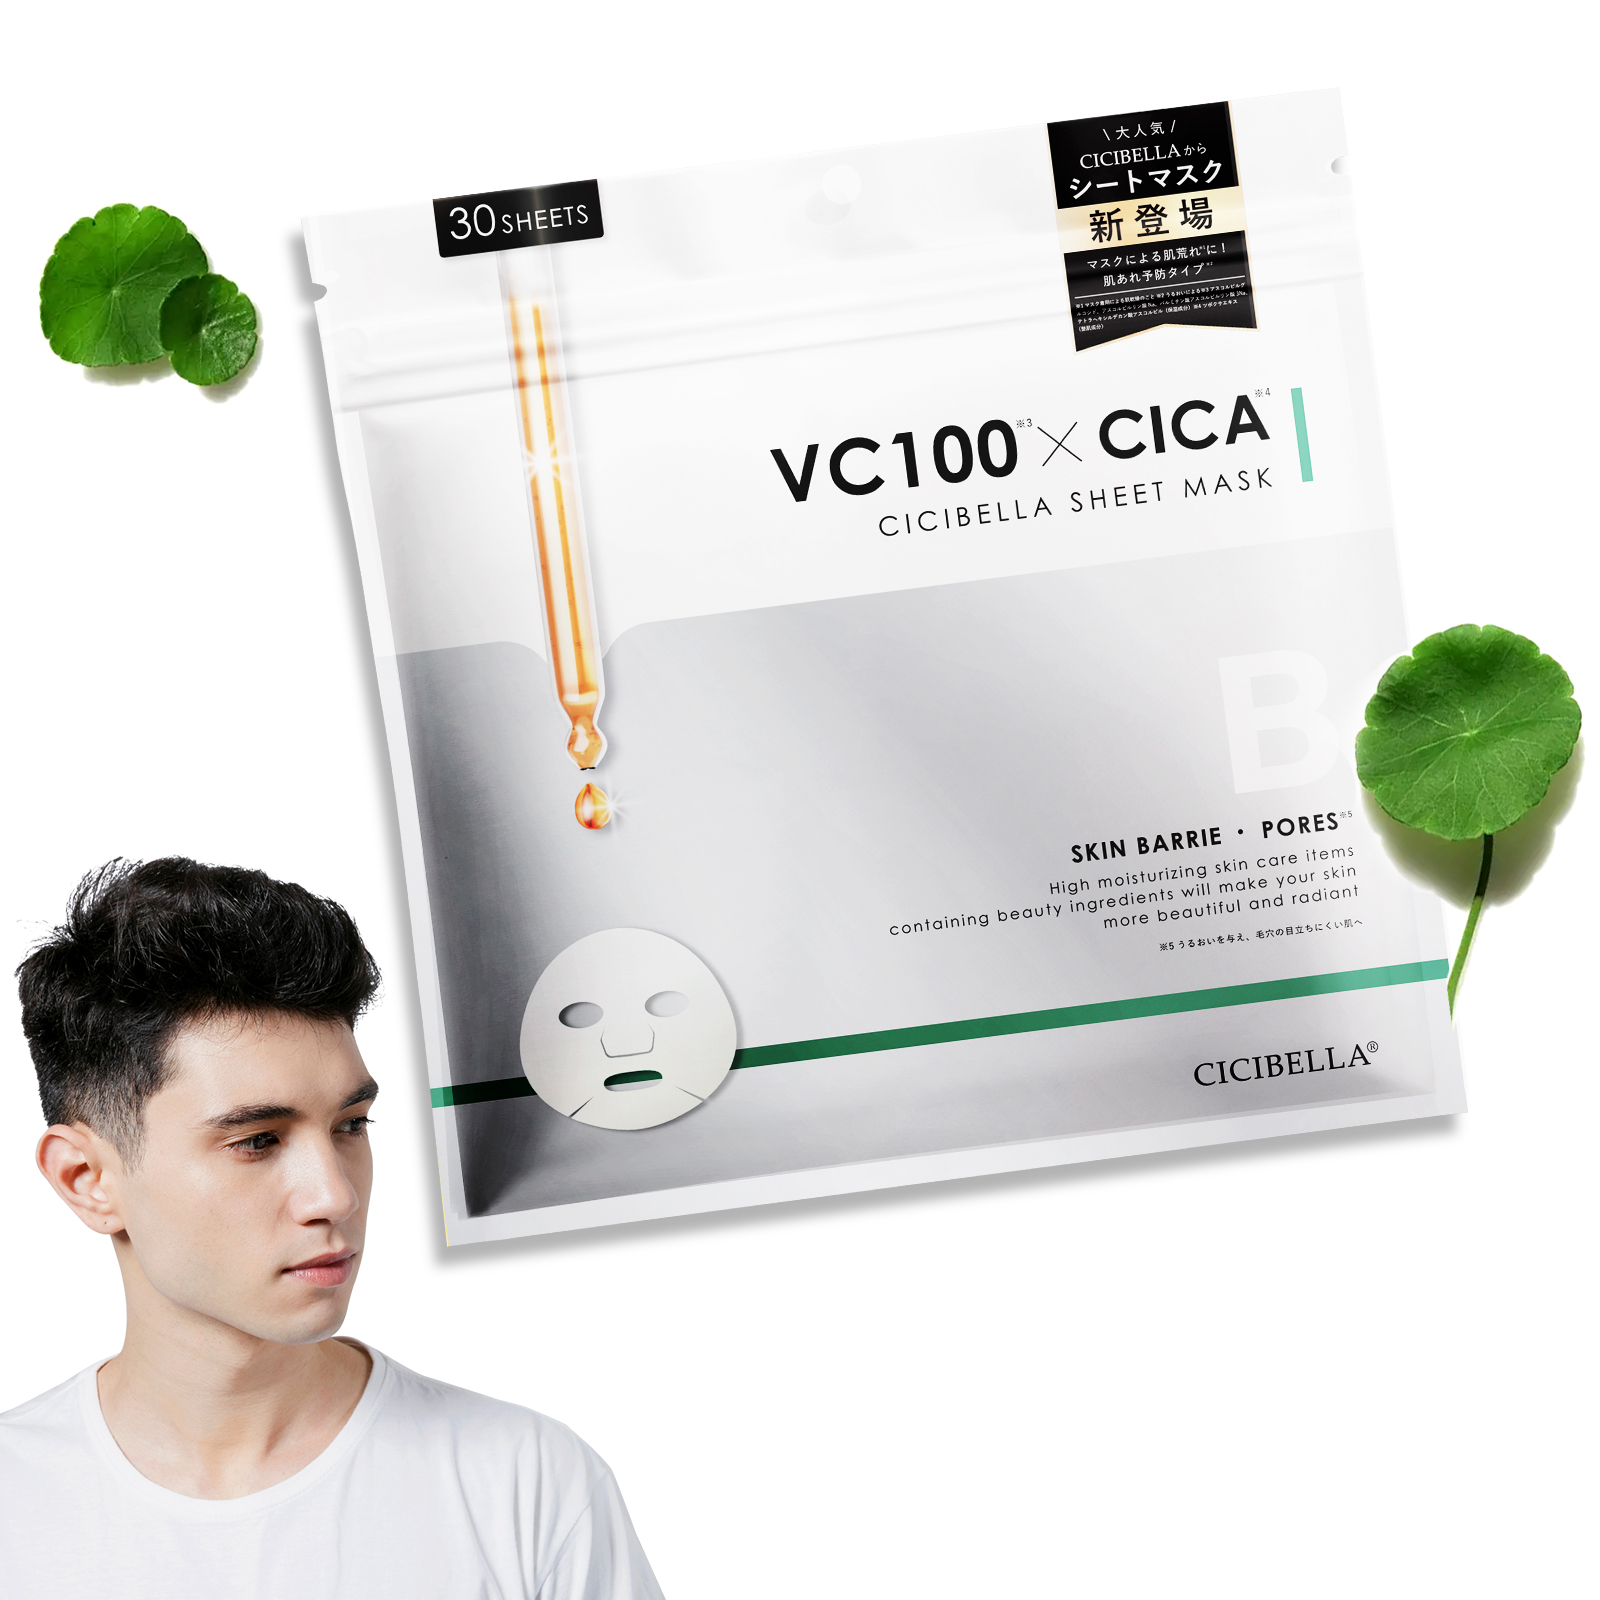 30 SHEETS
\ 大人気 /
CICIBELLAから
シートマスク
新登場
マスクによる肌荒れ※1に!
肌あれ予防タイプ※2
VC100※3 × CICA※4
CICIBELLA SHEET MASK
B
SKIN BARRIE ・ PORES※5
High moisturizing skin care items
containing beauty ingredients will make your skin
more beautiful and radiant
※5 うるおいを与え、毛穴の目立ちにくい肌へ
CICIBELLA®